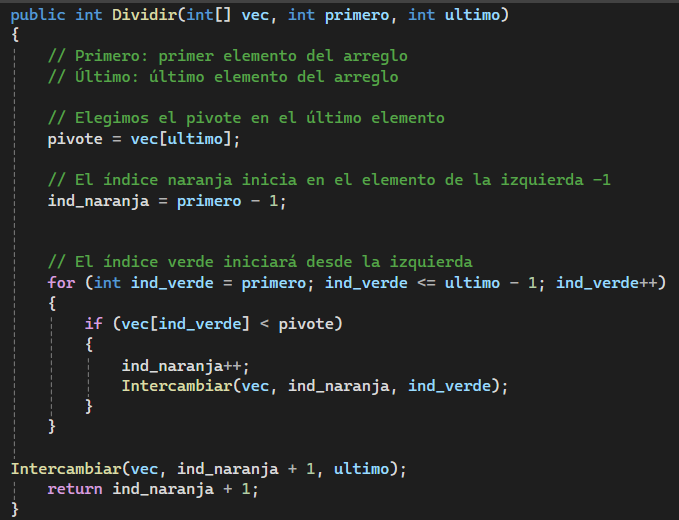 public int Dividir(int[] vec, int primero, int ultimo)
{
// Primero: primer elemento del arreglo
// Último: último elemento del arreglo
// Elegimos el pivote en el último elemento
pivote = vec[ultimo];
// El índice naranja inicia en el elemento de la izquierda -1
ind_naranja = primero - 1;
// El índice verde iniciará desde la izquierda
for (int ind_verde = primero; ind_verde <= ultimo - 1; ind_verde++)
{
if (vec[ind_verde] < pivote)
{
ind_naranja++;
Intercambiar(vec, ind_naranja, ind_verde);
}
}
Intercambiar(vec, ind_naranja + 1, ultimo);
return ind_naranja + 1;
}